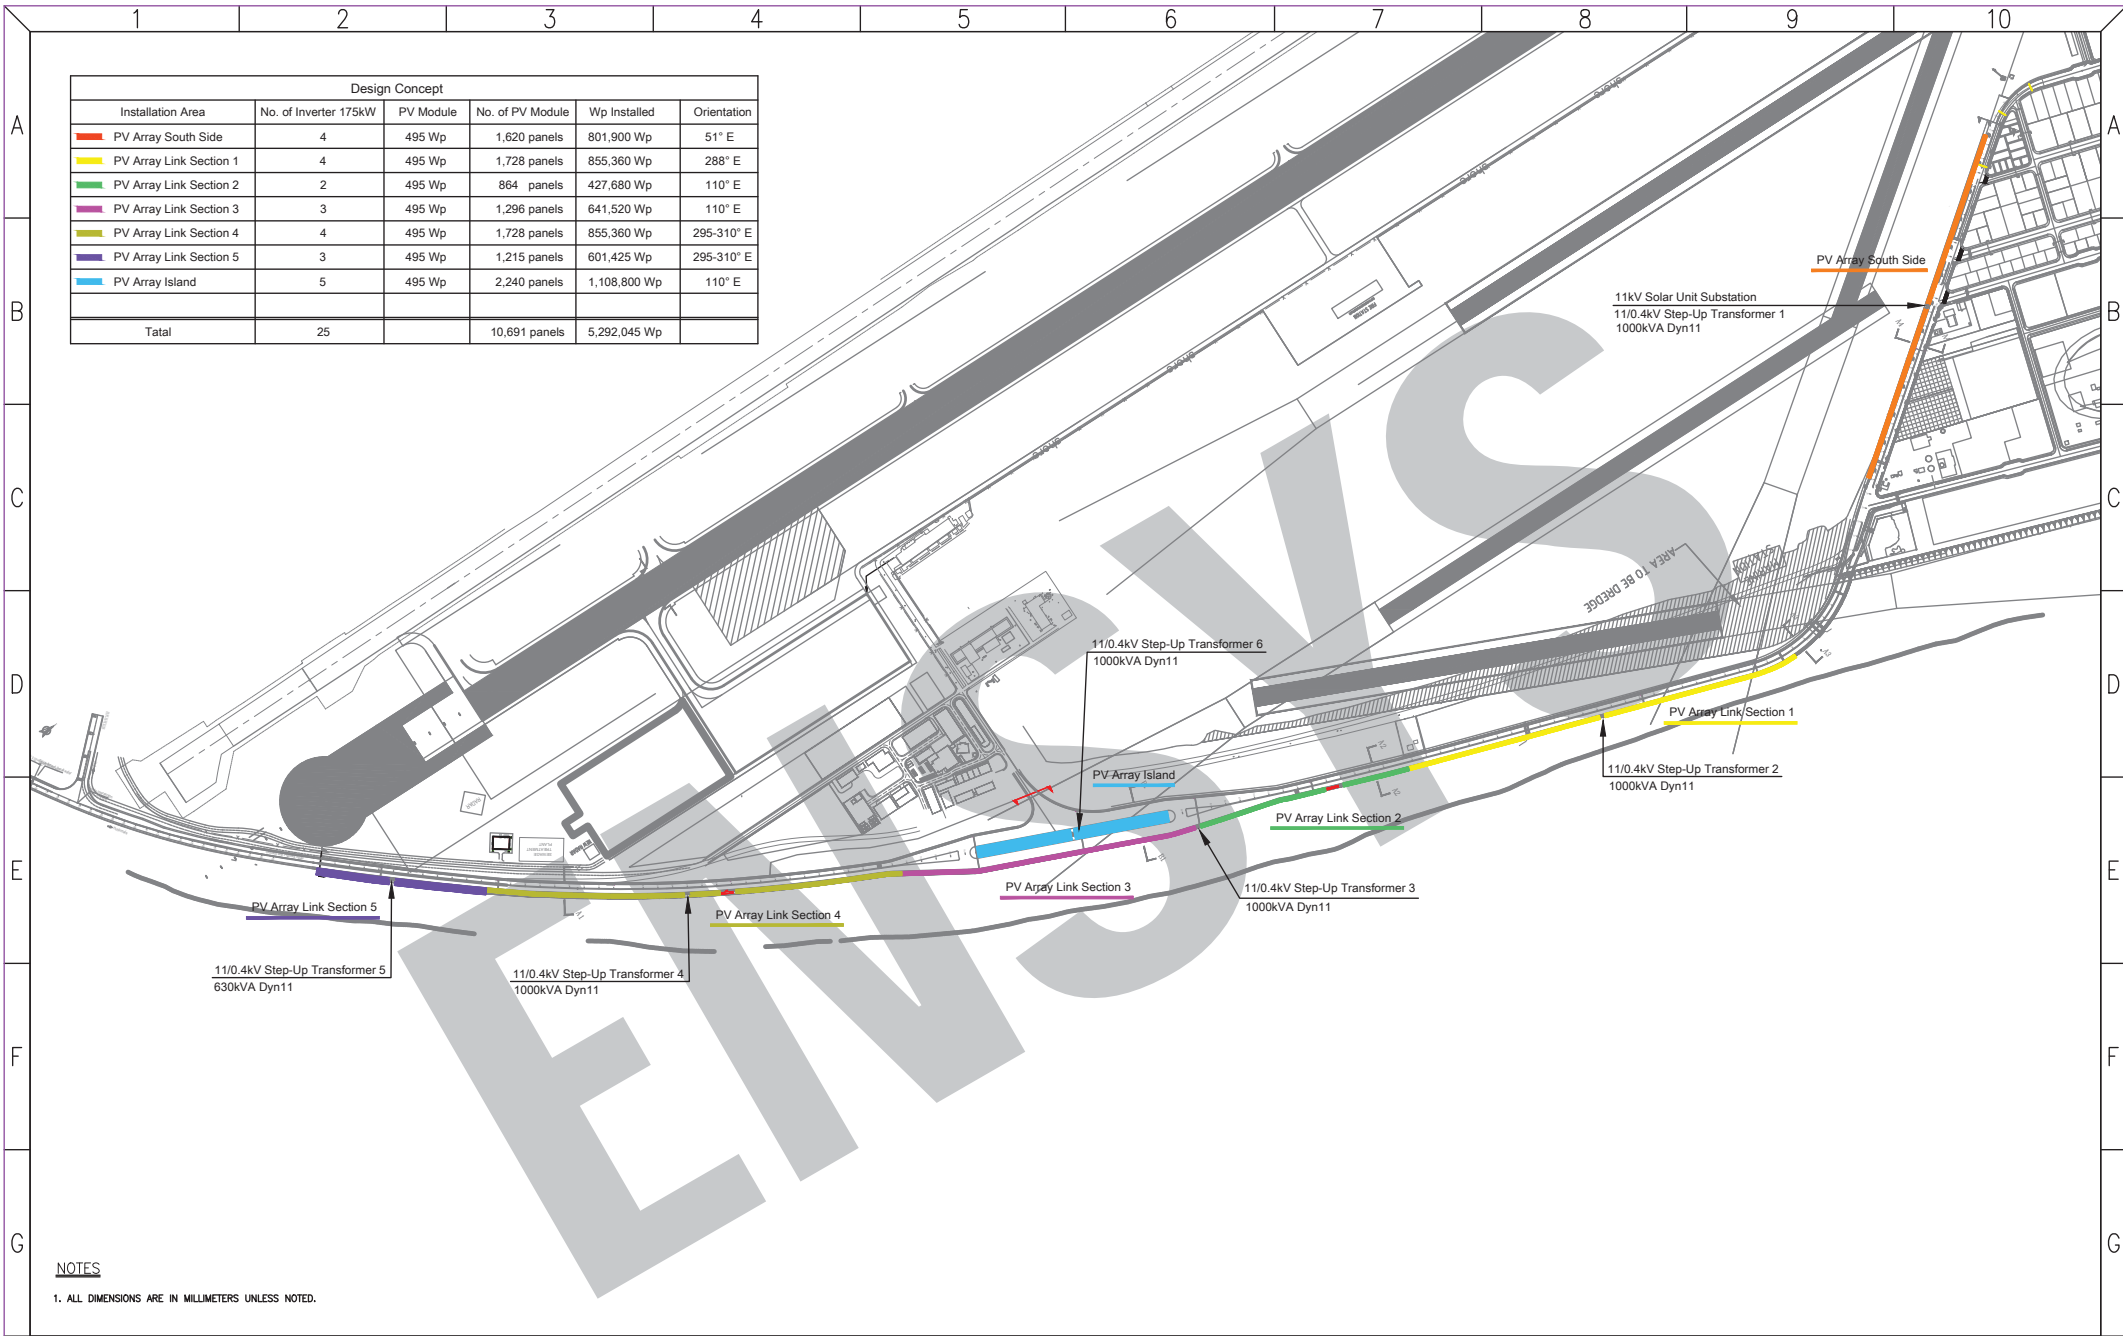 1 2 3 4 5 6 7 8 9 10
Design Concept
Installation Area No. of Inverter 175kW PV Module No. of PV Module Wp Installed Orientation
PV Array South Side 4 495 Wp 1,620 panels 801,900 Wp 51° E
PV Array Link Section 1 4 495 Wp 1,728 panels 855,360 Wp 288° E
PV Array Link Section 2 2 495 Wp 864 panels 427,680 Wp 110° E
PV Array Link Section 3 3 495 Wp 1,296 panels 641,520 Wp 110° E
PV Array Link Section 4 4 495 Wp 1,728 panels 855,360 Wp 295-310° E
PV Array Link Section 5 3 495 Wp 1,215 panels 601,425 Wp 295-310° E
PV Array Island 5 495 Wp 2,240 panels 1,108,800 Wp 110° E
Total 25 10,691 panels 5,292,045 Wp
A A
B B
C C
D D
E E
F F
G G
shore
shore
shore
shore
FIRE STATION
PV Array South Side
11kV Solar Unit Substation
11/0.4kV Step-Up Transformer 1
1000kVA Dyn11
AREA TO BE DREDGE
11/0.4kV Step-Up Transformer 6
1000kVA Dyn11
PV Array Link Section 1
11/0.4kV Step-Up Transformer 2
1000kVA Dyn11
PV Array Island
PV Array Link Section 2
PV Array Link Section 3
11/0.4kV Step-Up Transformer 3
1000kVA Dyn11
PV Array Link Section 5
PV Array Link Section 4
11/0.4kV Step-Up Transformer 5
630kVA Dyn11
11/0.4kV Step-Up Transformer 4
1000kVA Dyn11
ENSYS
NOTES
1. ALL DIMENSIONS ARE IN MILLIMETERS UNLESS NOTED.